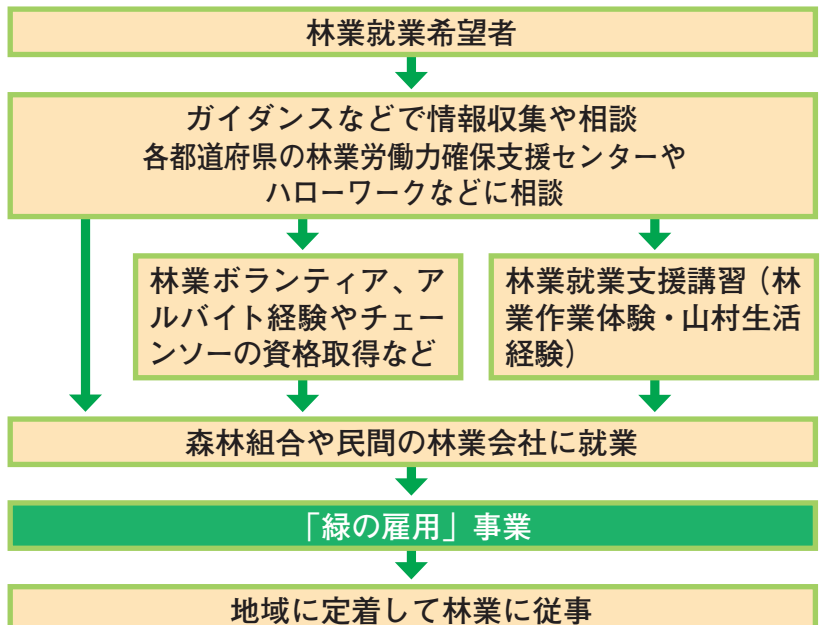 林業就業希望者
ガイダンスなどで情報収集や相談
各都道府県の林業労働力確保支援センターや
ハローワークなどに相談
林業ボランティア、ア
ルバイト経験やチェー
ンソーの資格取得など
林業就業支援講習（林
業作業体験・山村生活
経験）
森林組合や民間の林業会社に就業
「緑の雇用」事業
地域に定着して林業に従事